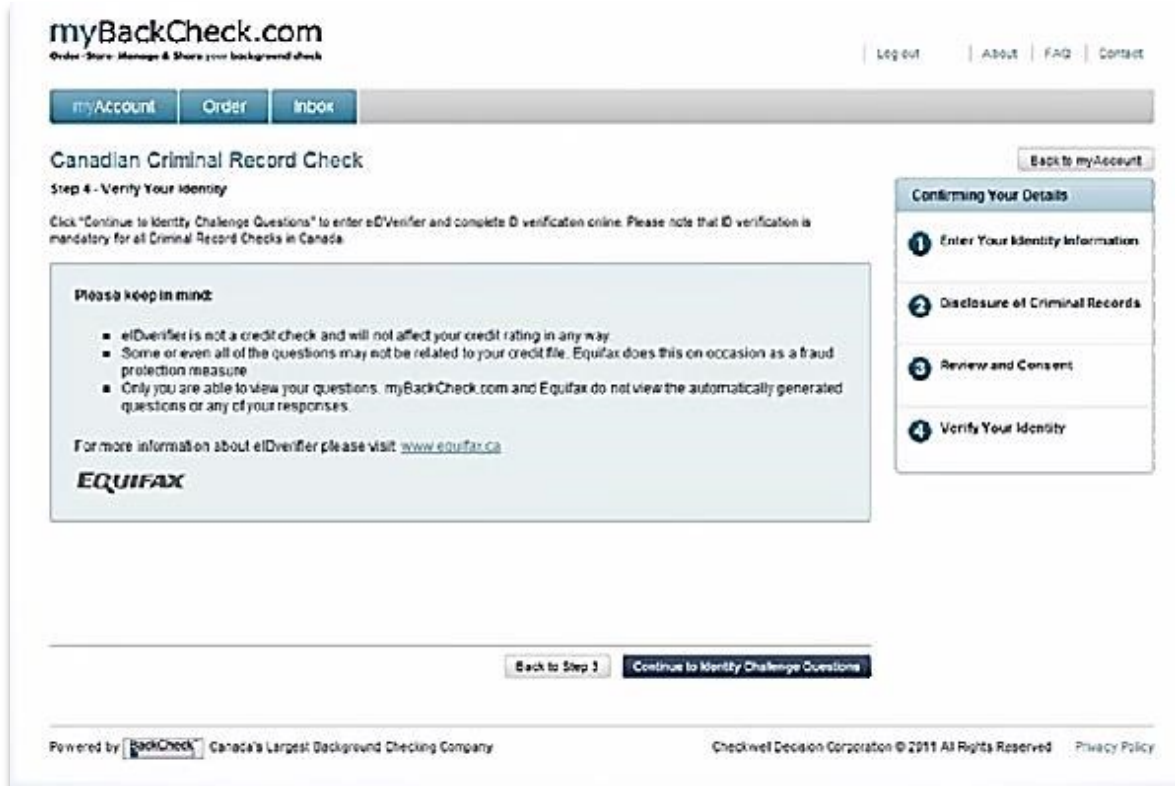 myBackCheck.com
Order-Store-Manage & Share your background check
Log out | About | FAQ | Contact
myAccount Order Inbox
Canadian Criminal Record Check
Back to myAccount
Step 4 - Verify Your Identity
Click "Continue to Identity Challenge Questions" to enter eIDVerifier and complete ID verification online. Please note that ID verification is
mandatory for all Criminal Record Checks in Canada.
Please keep in mind:
eIDverifier is not a credit check and will not affect your credit rating in any way.
Some or even all of the questions may not be related to your credit file. Equifax does this on occasion as a fraud
protection measure
Only you are able to view your questions. myBackCheck.com and Equifax do not view the automatically generated
questions or any of your responses.
For more information about eIDverifier please visit www.equifax.ca
EQUIFAX
Confirming Your Details
1 Enter Your Identity Information
2 Disclosure of Criminal Records
3 Review and Consent
4 Verify Your Identity
Back to Step 3 Continue to Identity Challenge Questions
Powered by BackCheck Canada's Largest Background Checking Company
Checkwell Decision Corporation © 2011 All Rights Reserved Privacy Policy